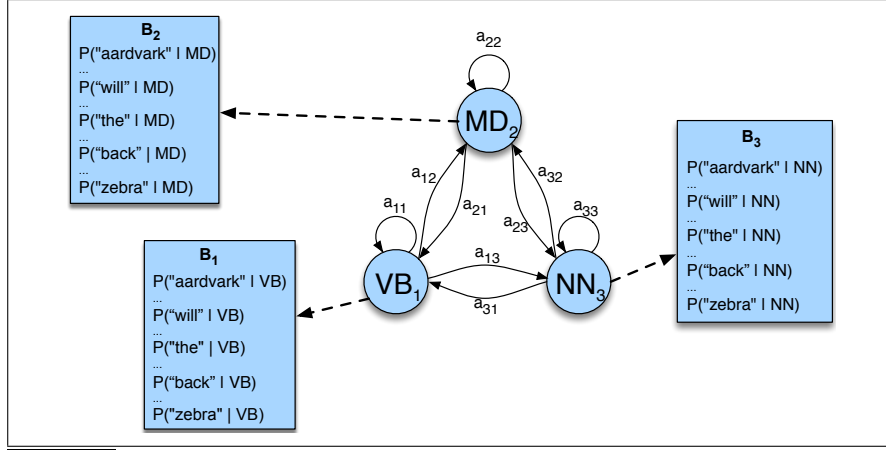 B₂
P("aardvark" | MD)
...
P(“will” | MD)
...
P("the" | MD)
...
P(“back” | MD)
...
P("zebra" | MD)
a₂₂
MD₂
a₁₂
a₂₁
a₃₂
a₂₃
a₁₁
a₃₃
VB₁
a₁₃
a₃₁
NN₃
B₃
P("aardvark" | NN)
...
P(“will” | NN)
...
P("the" | NN)
...
P(“back” | NN)
...
P("zebra" | NN)
B₁
P("aardvark" | VB)
...
P(“will” | VB)
...
P("the" | VB)
...
P(“back” | VB)
...
P("zebra" | VB)